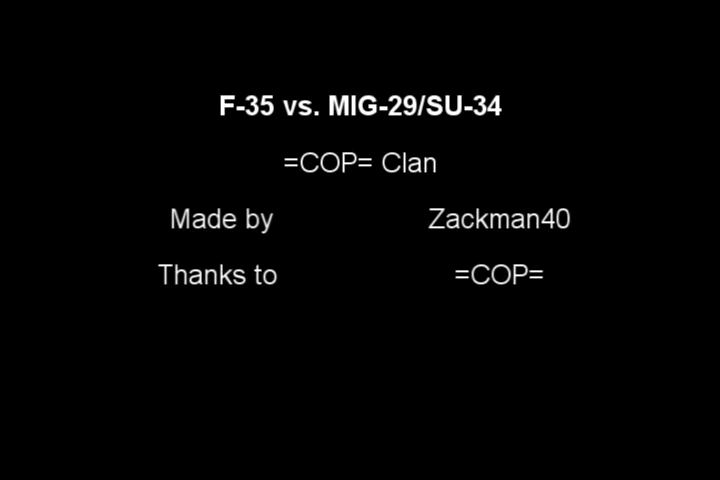 F-35 vs. MIG-29/SU-34
=COP= Clan
Made by Zackman40
Thanks to =COP=